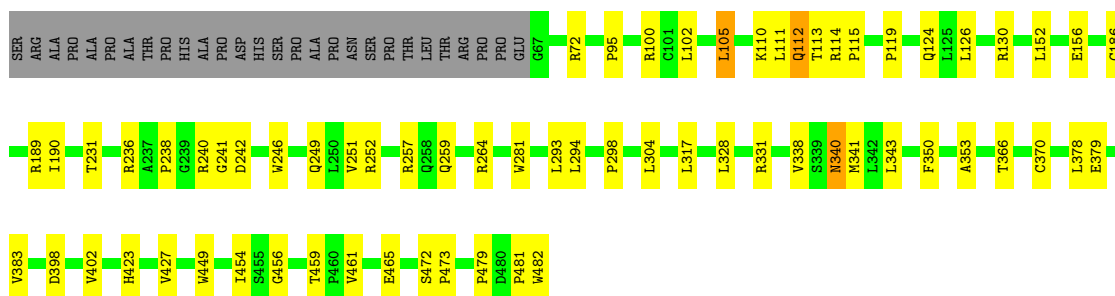 SER ARG ALA PRO ALA PRO ALA THR PRO HIS ALA PRO ASP HIS SER PRO ALA PRO ASN SER PRO THR LEU THR ARG PRO PRO GLU G67 R72 P95 R100 C101 L102 L105 K110 L111 Q112 T113 R114 P115 P119 Q124 L125 L126 R130 L152 E156 C186
R189 I190 T231 R236 A237 P238 G239 R240 G241 D242 W246 Q249 L250 V251 R252 R257 Q258 Q259 R264 W281 L293 L294 P298 L304 L317 L328 R331 V338 S339 N340 M341 L342 L343 F350 A353 T366 C370 L378 E379
V383 D398 V402 H423 V427 W449 I454 S455 G456 T459 P460 V461 E465 S472 P473 P479 D480 P481 W482